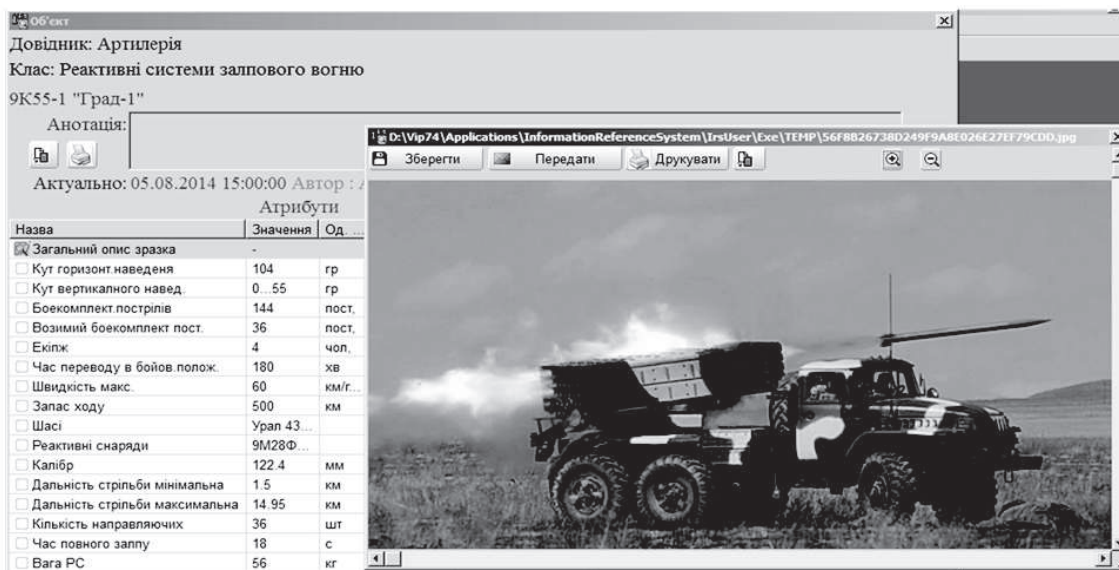 Об'єкт
Довідник: Артилерія
Клас: Реактивні системи залпового вогню
9К55-1 "Град-1"
Анотація:
Актуально: 05.08.2014 15:00:00 Автор :
Атрибути
Назва Значення Од. ...
Загальний опис зразка -
Кут горизонт.наведеня 104 гр
Кут вертикалного навед. 0...55 гр
Боекомплект.пострілів 144 пост,
Возимий боекомплект пост. 36 пост,
Екіпж 4 чол,
Час переводу в бойов.полож. 180 хв
Швидкість макс. 60 км/г...
Запас ходу 500 км
Шасі Урал 43...
Реактивні снаряди 9М28Ф...
Калібр 122.4 мм
Дальність стрільби мінімальна 1.5 км
Дальність стрільби максимальна 14.95 км
Кількість направляючих 36 шт
Час повного залпу 18 с
Вага РС 56 кг
D:\Vip74\Applications\InformationReferenceSystem\IrsUser\Exe\TEMP\56F8B26738D249F9A8E026E27EF79CDD.jpg
Зберегти Передати Друкувати